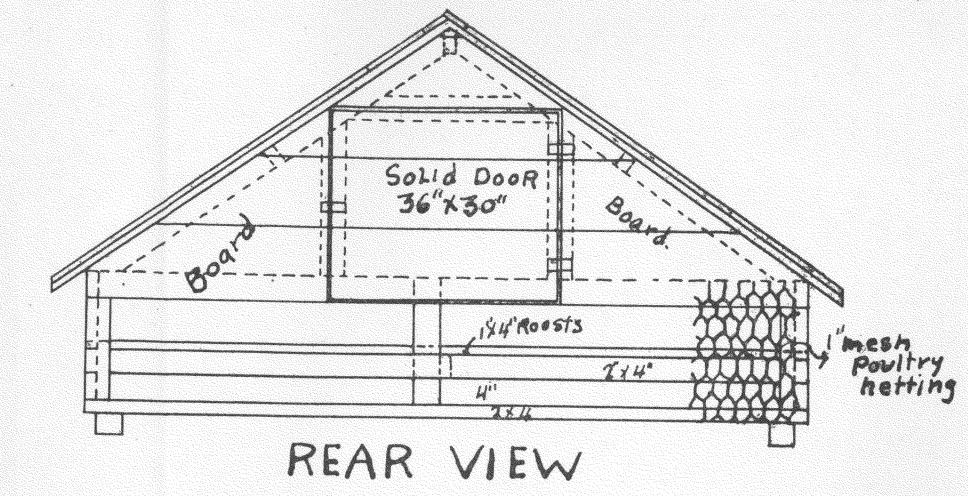 Solid Door
36"x30"
Board
Board.
1"x4" Roosts
2"x4"
4"
2x4
1" mesh
Poultry
netting
REAR VIEW